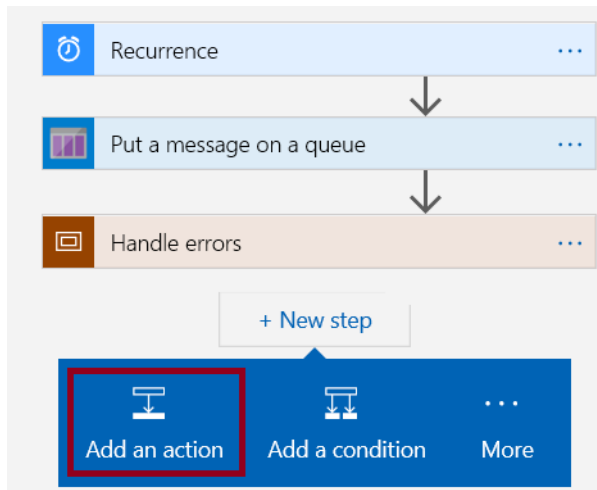 Recurrence
...
Put a message on a queue
...
Handle errors
...
+ New step
...
Add an action Add a condition More